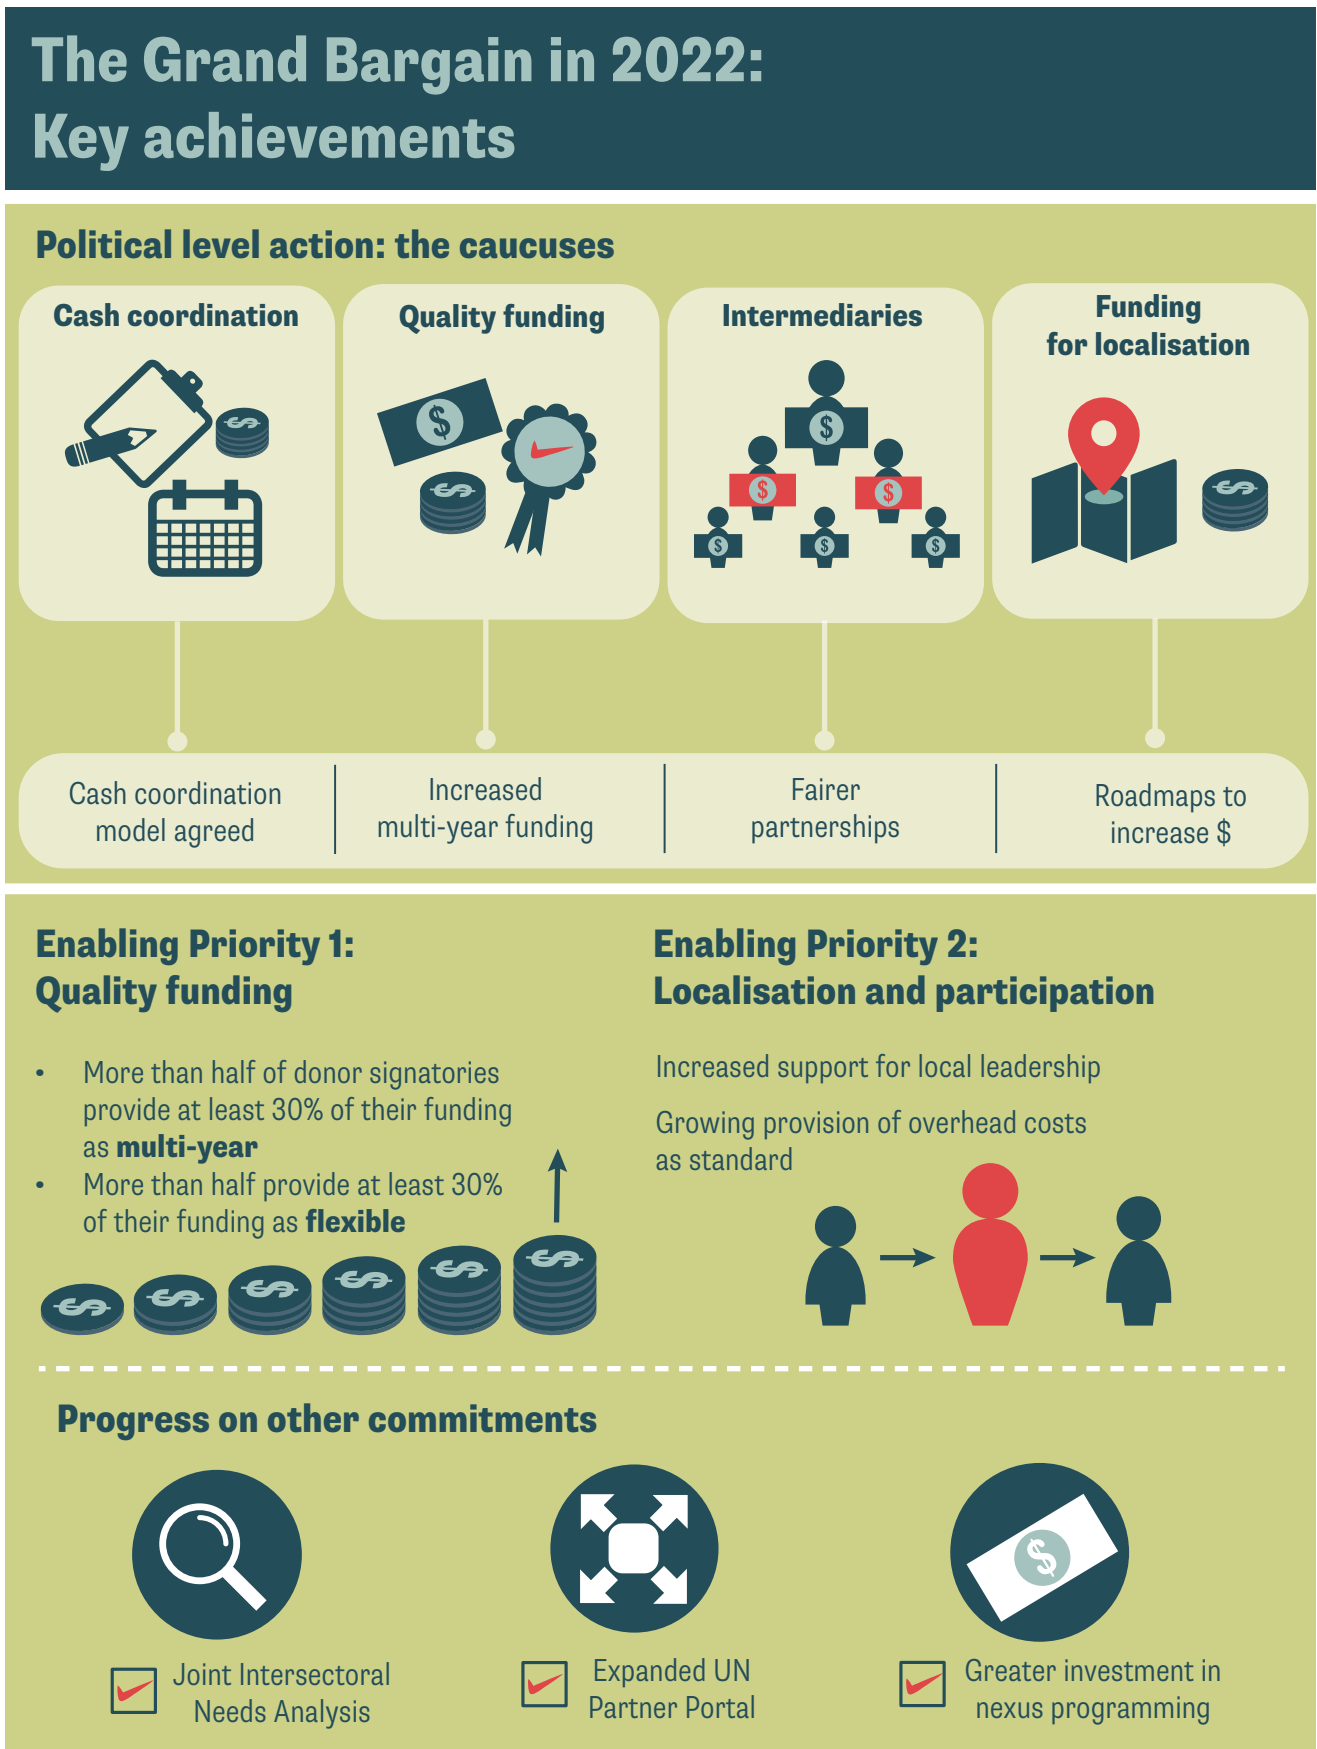 The Grand Bargain in 2022:
Key achievements
Political level action: the caucuses
Cash coordination
Quality funding
Intermediaries
Funding
for localisation
$
$
$
$
$
$
$
$
$
$
Cash coordination
model agreed
Increased
multi-year funding
Fairer
partnerships
Roadmaps to
increase $
Enabling Priority 1:
Quality funding
• More than half of donor signatories
provide at least 30% of their funding
as multi-year
• More than half provide at least 30%
of their funding as flexible
$ $ $ $ $ $
Enabling Priority 2:
Localisation and participation
Increased support for local leadership
Growing provision of overhead costs
as standard
Progress on other commitments
$
Joint Intersectoral
Needs Analysis
Expanded UN
Partner Portal
Greater investment in
nexus programming